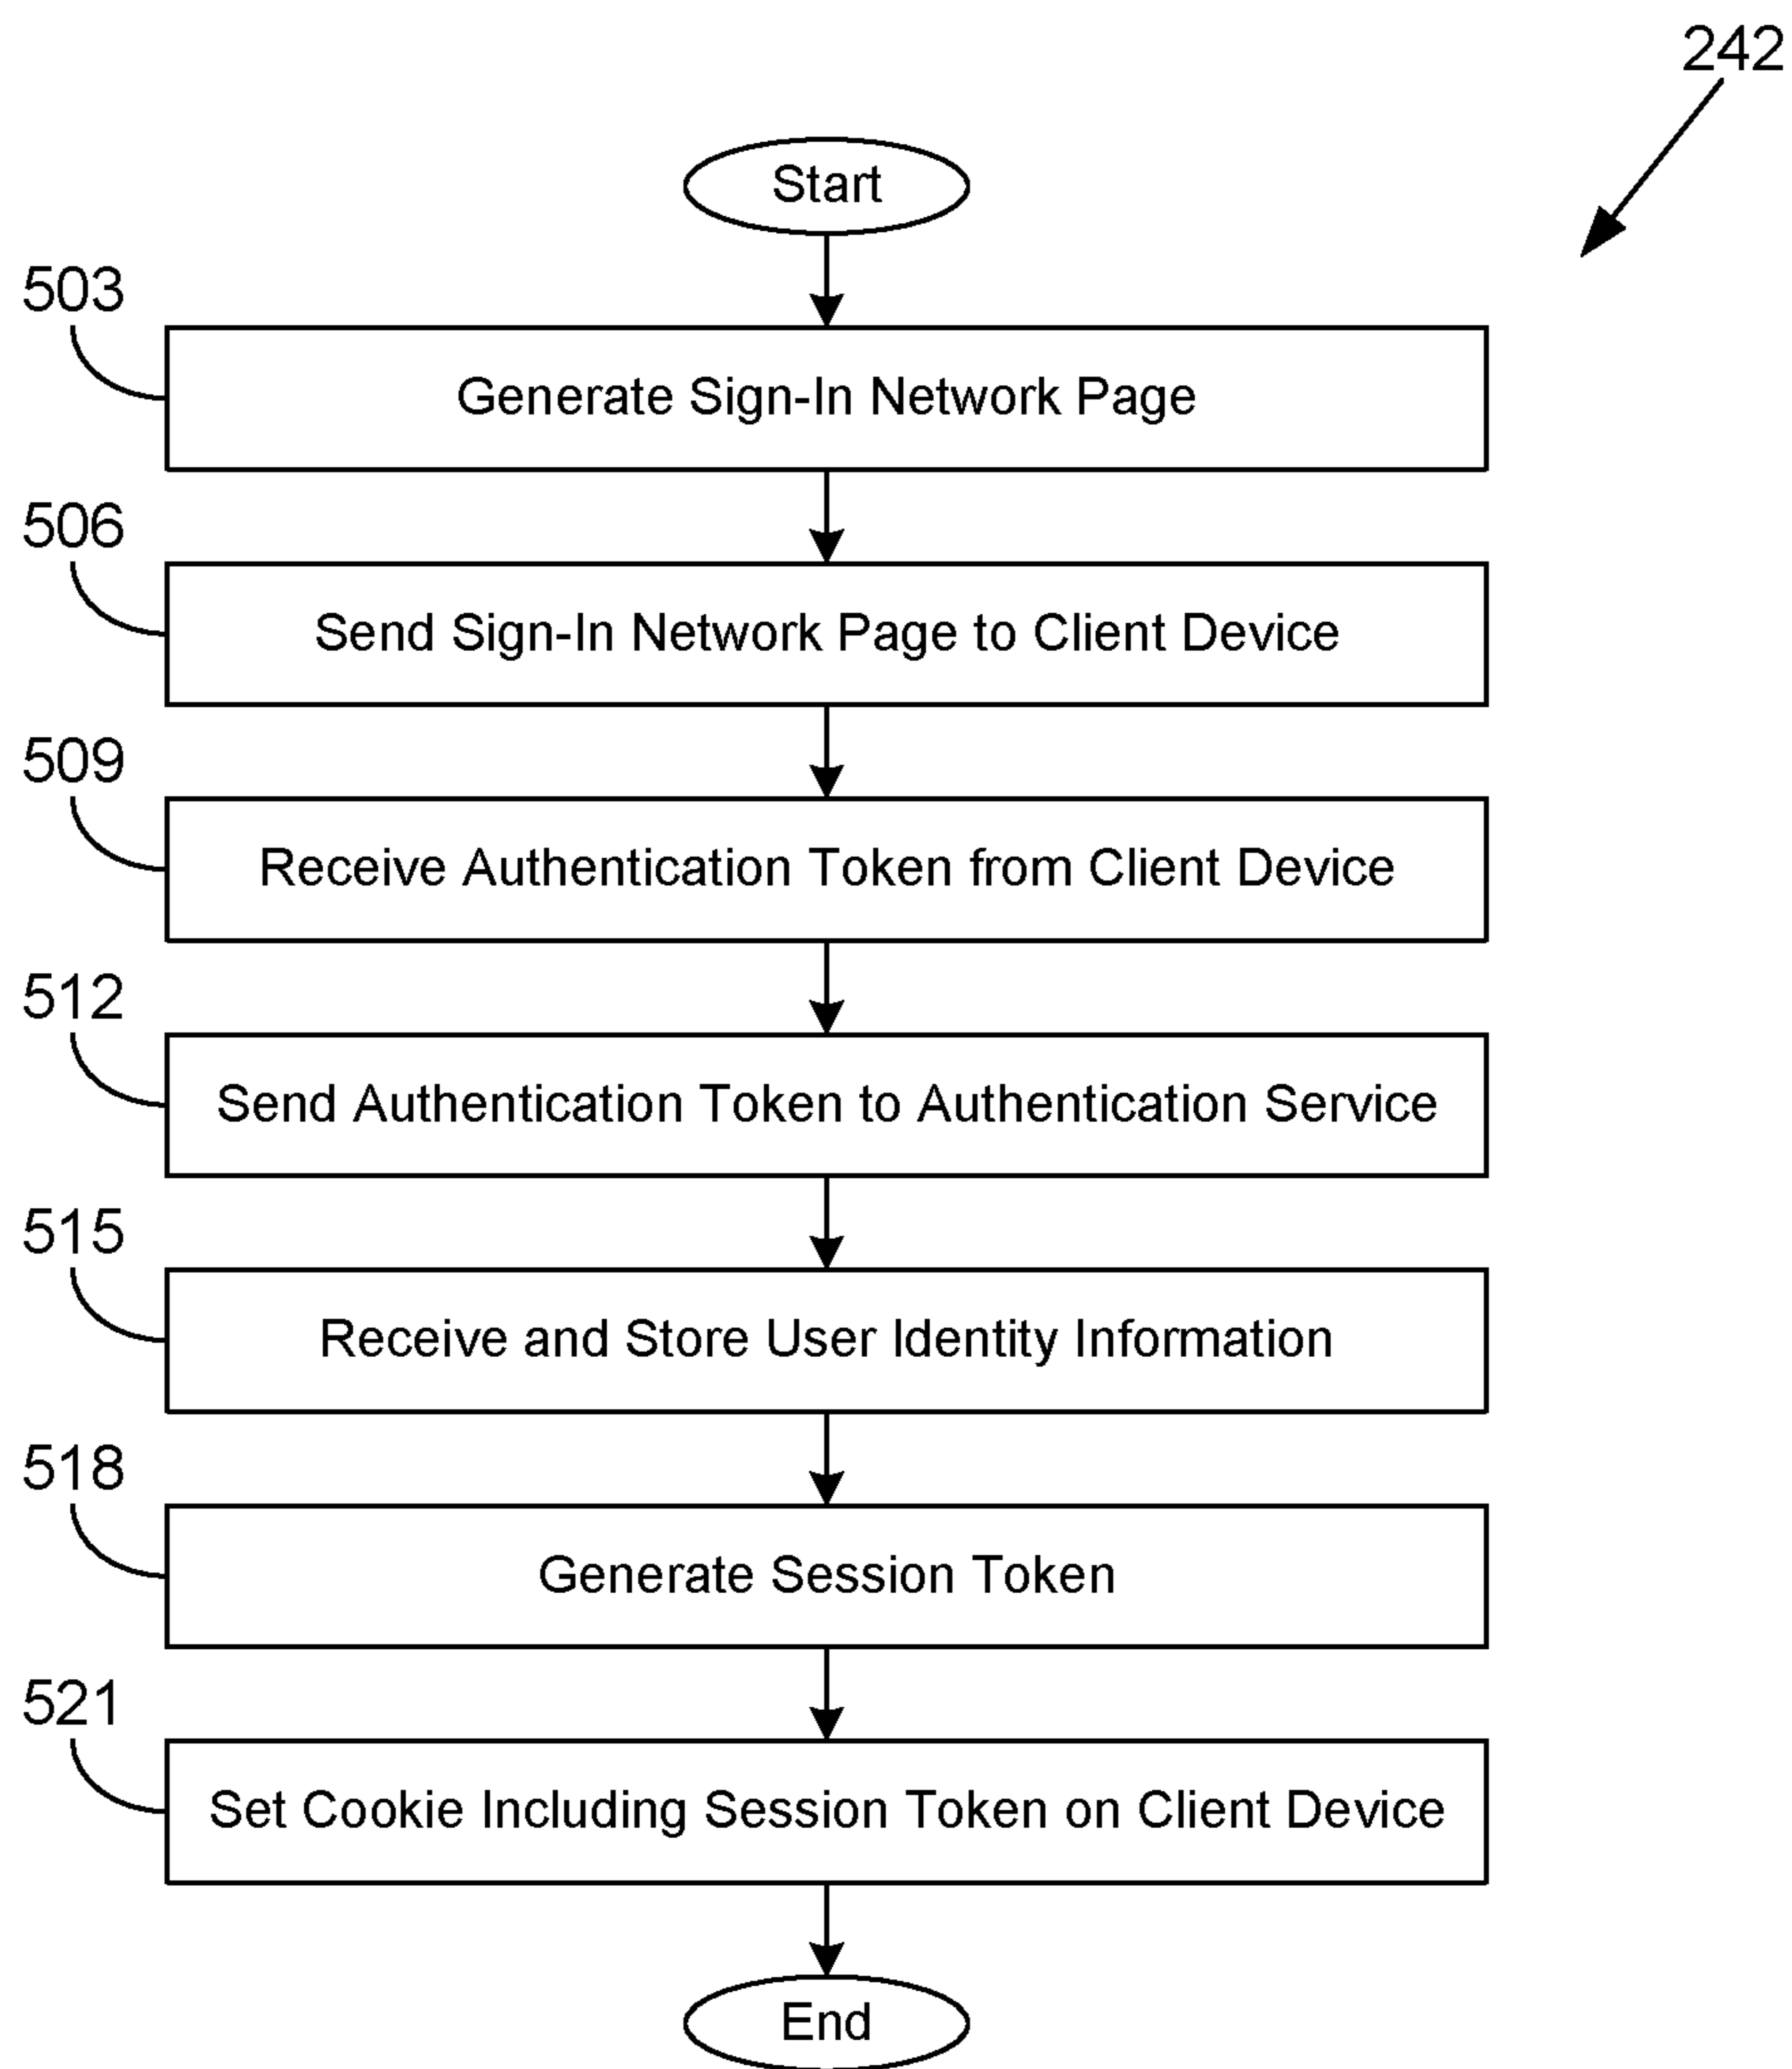 242
Start
503
Generate Sign-In Network Page
506
Send Sign-In Network Page to Client Device
509
Receive Authentication Token from Client Device
512
Send Authentication Token to Authentication Service
515
Receive and Store User Identity Information
518
Generate Session Token
521
Set Cookie Including Session Token on Client Device
End